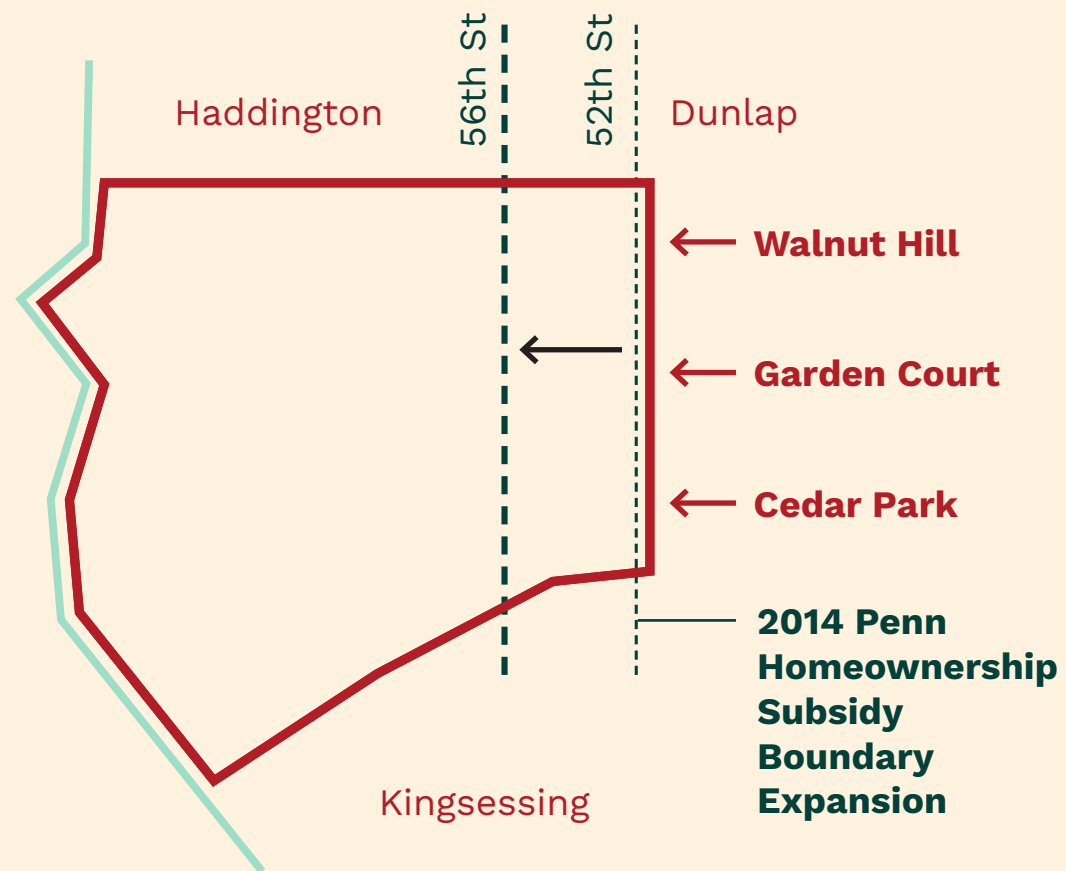 56th St
52th St
Haddington
Dunlap
Walnut Hill
Garden Court
Cedar Park
2014 Penn
Homeownership
Subsidy
Boundary
Expansion
Kingsessing